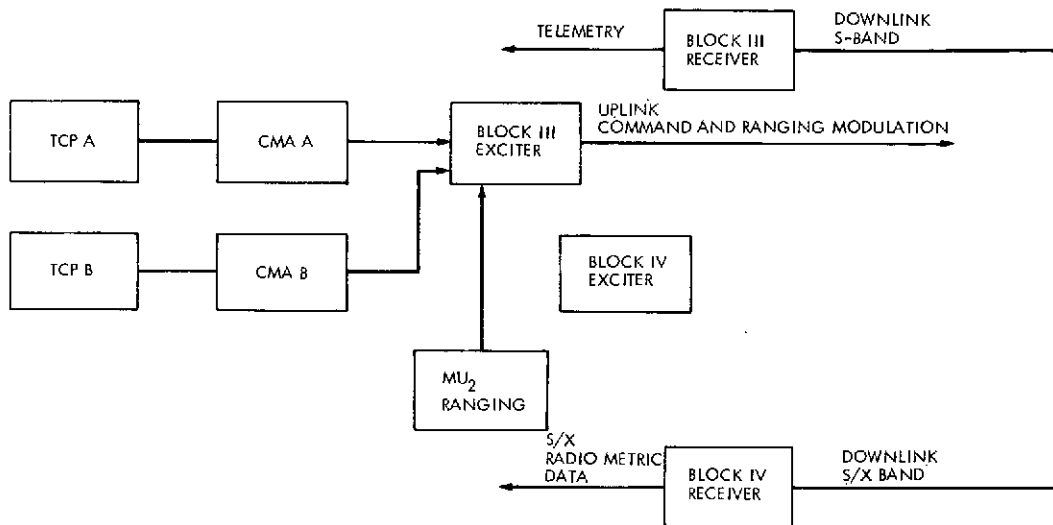 TELEMETRY
BLOCK III
RECEIVER
DOWNLINK
S-BAND
TCP A
CMA A
BLOCK III
EXCITER
UPLINK
COMMAND AND RANGING MODULATION
TCP B
CMA B
BLOCK IV
EXCITER
MU2
RANGING
S/X
RADIO METRIC
DATA
BLOCK IV
RECEIVER
DOWNLINK
S/X BAND